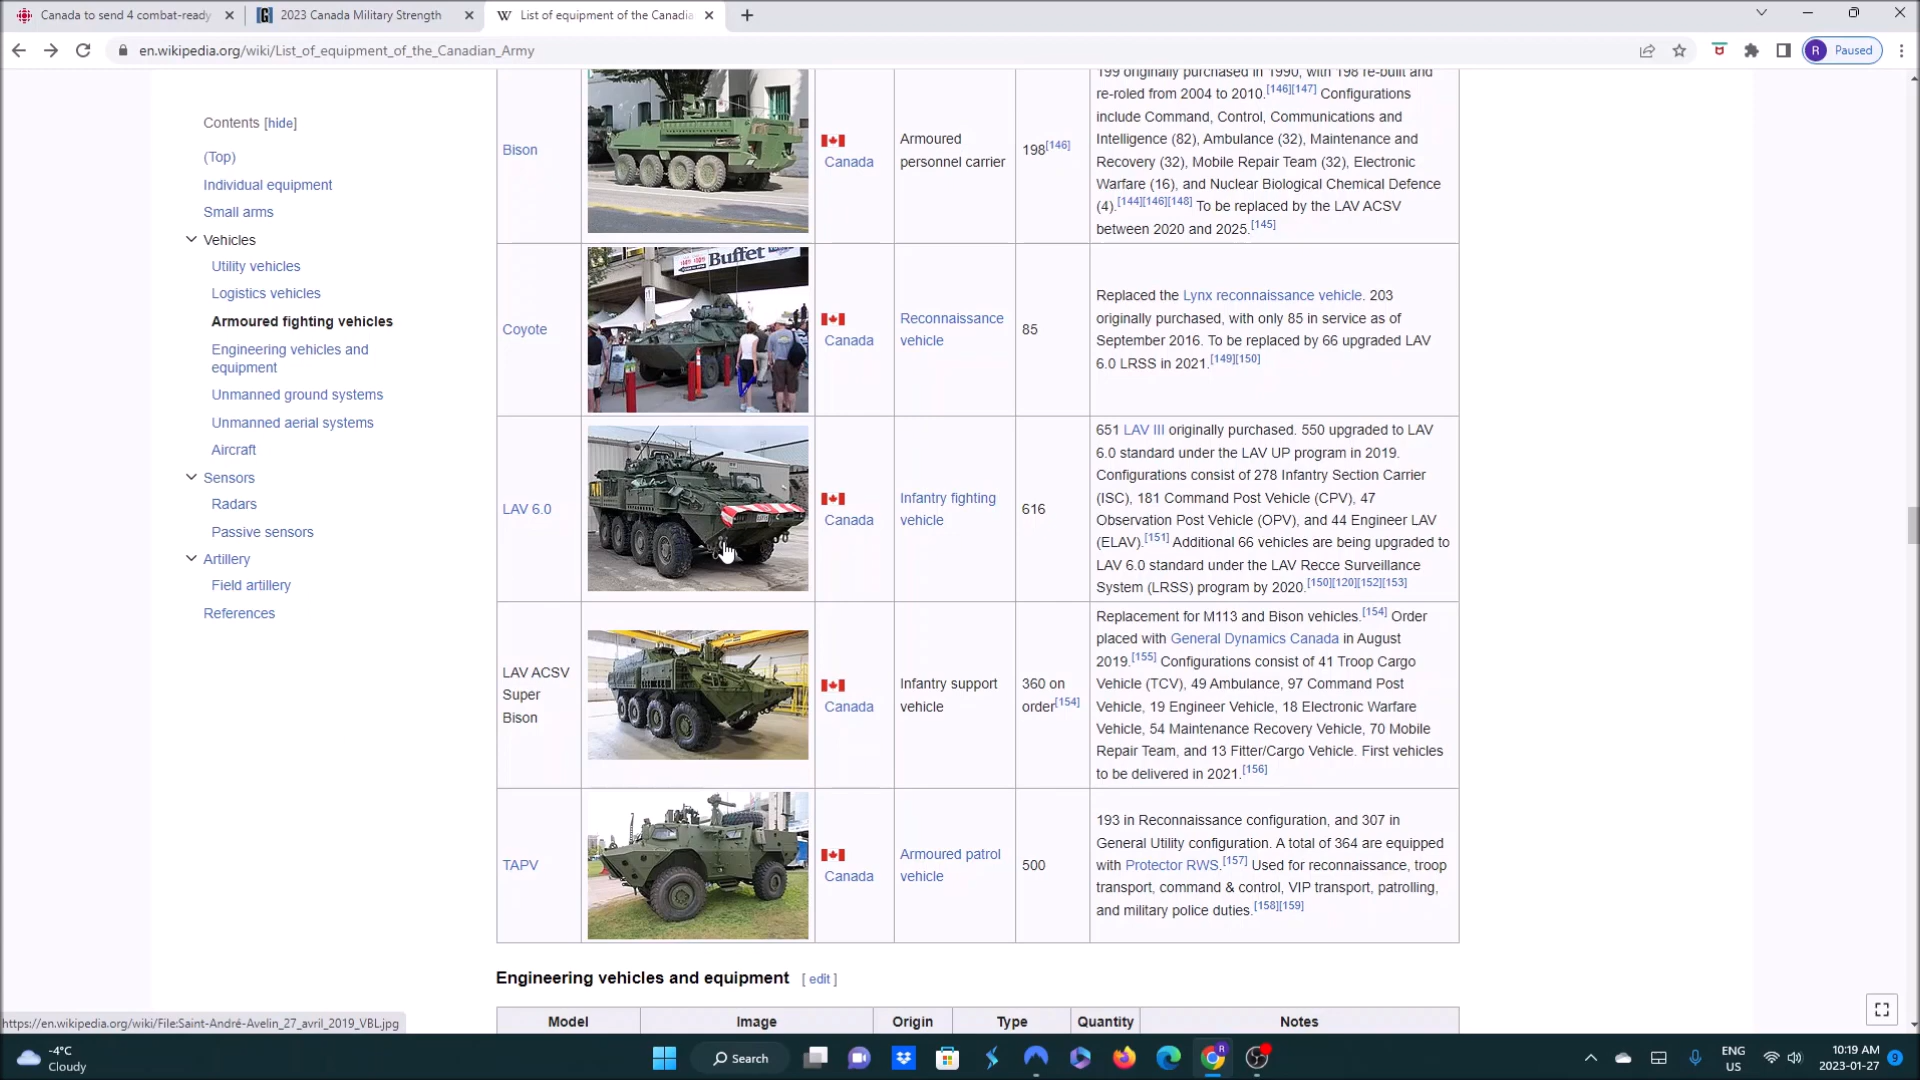 Canada to send 4 combat-ready
2023 Canada Military Strength
W List of equipment of the Canadia
en.wikipedia.org/wiki/List_of_equipment_of_the_Canadian_Army
R Paused
Contents [hide]
(Top)
Individual equipment
Small arms
Vehicles
Utility vehicles
Logistics vehicles
Armoured fighting vehicles
Engineering vehicles and
equipment
Unmanned ground systems
Unmanned aerial systems
Aircraft
Sensors
Radars
Passive sensors
Artillery
Field artillery
References
Bison
Canada
Armoured
personnel carrier
198[146]
199 originally purchased in 1990, with 198 re-built and
re-roled from 2004 to 2010.[146][147] Configurations
include Command, Control, Communications and
Intelligence (82), Ambulance (32), Maintenance and
Recovery (32), Mobile Repair Team (32), Electronic
Warfare (16), and Nuclear Biological Chemical Defence
(4).[144][146][148] To be replaced by the LAV ACSV
between 2020 and 2025.[145]
Coyote
Buffet
Canada
Reconnaissance
vehicle
85
Replaced the Lynx reconnaissance vehicle. 203
originally purchased, with only 85 in service as of
September 2016. To be replaced by 66 upgraded LAV
6.0 LRSS in 2021.[149][150]
LAV 6.0
Canada
Infantry fighting
vehicle
616
651 LAV III originally purchased. 550 upgraded to LAV
6.0 standard under the LAV UP program in 2019.
Configurations consist of 278 Infantry Section Carrier
(ISC), 181 Command Post Vehicle (CPV), 47
Observation Post Vehicle (OPV), and 44 Engineer LAV
(ELAV).[151] Additional 66 vehicles are being upgraded to
LAV 6.0 standard under the LAV Recce Surveillance
System (LRSS) program by 2020.[150][120][152][153]
LAV ACSV
Super
Bison
Canada
Infantry support
vehicle
360 on
order[154]
Replacement for M113 and Bison vehicles.[154] Order
placed with General Dynamics Canada in August
2019.[155] Configurations consist of 41 Troop Cargo
Vehicle (TCV), 49 Ambulance, 97 Command Post
Vehicle, 19 Engineer Vehicle, 18 Electronic Warfare
Vehicle, 54 Maintenance Recovery Vehicle, 70 Mobile
Repair Team, and 13 Fitter/Cargo Vehicle. First vehicles
to be delivered in 2021.[156]
TAPV
Canada
Armoured patrol
vehicle
500
193 in Reconnaissance configuration, and 307 in
General Utility configuration. A total of 364 are equipped
with Protector RWS.[157] Used for reconnaissance, troop
transport, command & control, VIP transport, patrolling,
and military police duties.[158][159]
Engineering vehicles and equipment [ edit ]
Model Image Origin Type Quantity Notes
https://en.wikipedia.org/wiki/File:Saint-André-Avelin_27_avril_2019_VBL.jpg
-4°C
Cloudy
Search
R
ENG
US
10:19 AM
2023-01-27
9